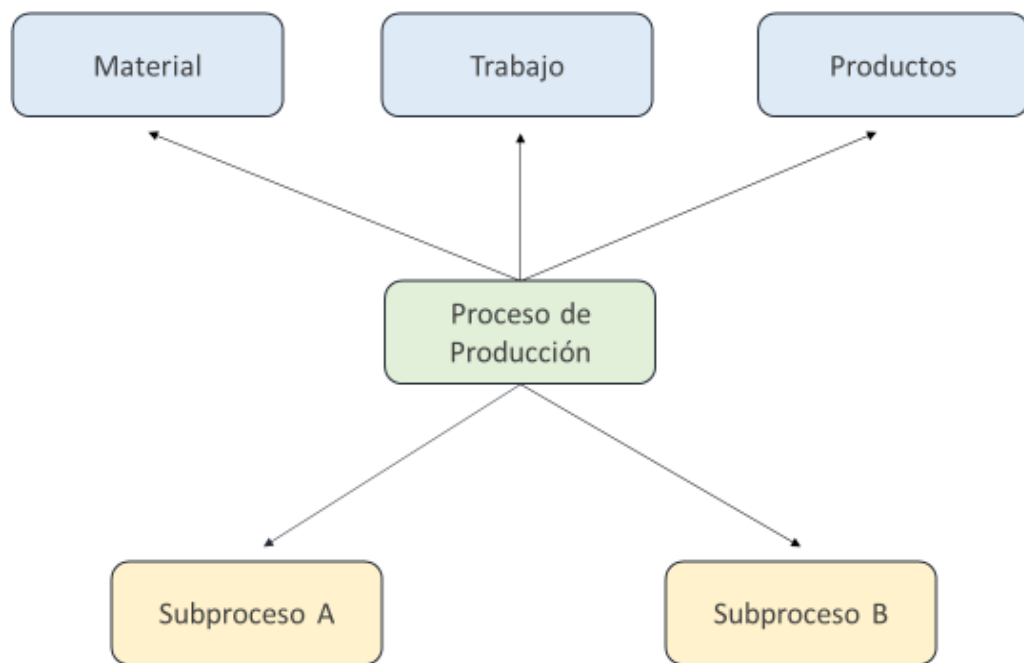 Material
Trabajo
Productos
Proceso de
Producción
Subproceso A
Subproceso B